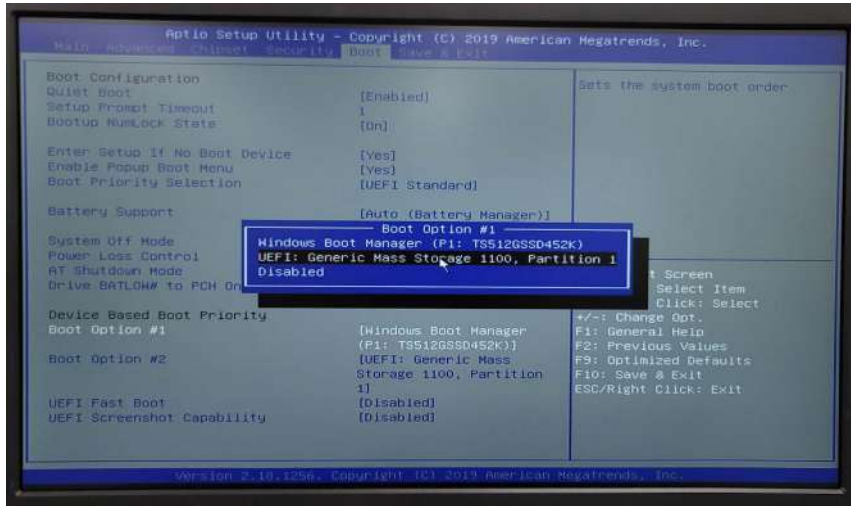 Aptio Setup Utility - Copyright (C) 2019 American Megatrends, Inc.
Main Advanced Chipset Security Boot Save & Exit
Boot Configuration
Quiet Boot [Enabled]
Setup Prompt Timeout 1
Bootup NumLock State [On]
Enter Setup If No Boot Device [Yes]
Enable Popup Boot Menu [Yes]
Boot Priority Selection [UEFI Standard]
Battery Support [Auto (Battery Manager)]
System Off Mode
Power Loss Control
AT Shutdown Mode
Drive BATLOW# to PCH On
Device Based Boot Priority
Boot Option #1 [Windows Boot Manager
(P1: TS512GSSD452K)]
Boot Option #2 [UEFI: Generic Mass
Storage 1100, Partition
1]
UEFI Fast Boot [Disabled]
UEFI Screenshot Capability [Disabled]
Boot Option #1
Windows Boot Manager (P1: TS512GSSD452K)
UEFI: Generic Mass Storage 1100, Partition 1
Disabled
Sets the system boot order
t Screen
Select Item
Click: Select
+/-: Change Opt.
F1: General Help
F2: Previous Values
F9: Optimized Defaults
F10: Save & Exit
ESC/Right Click: Exit
Version 2.18.1256. Copyright (C) 2019 American Megatrends, Inc.